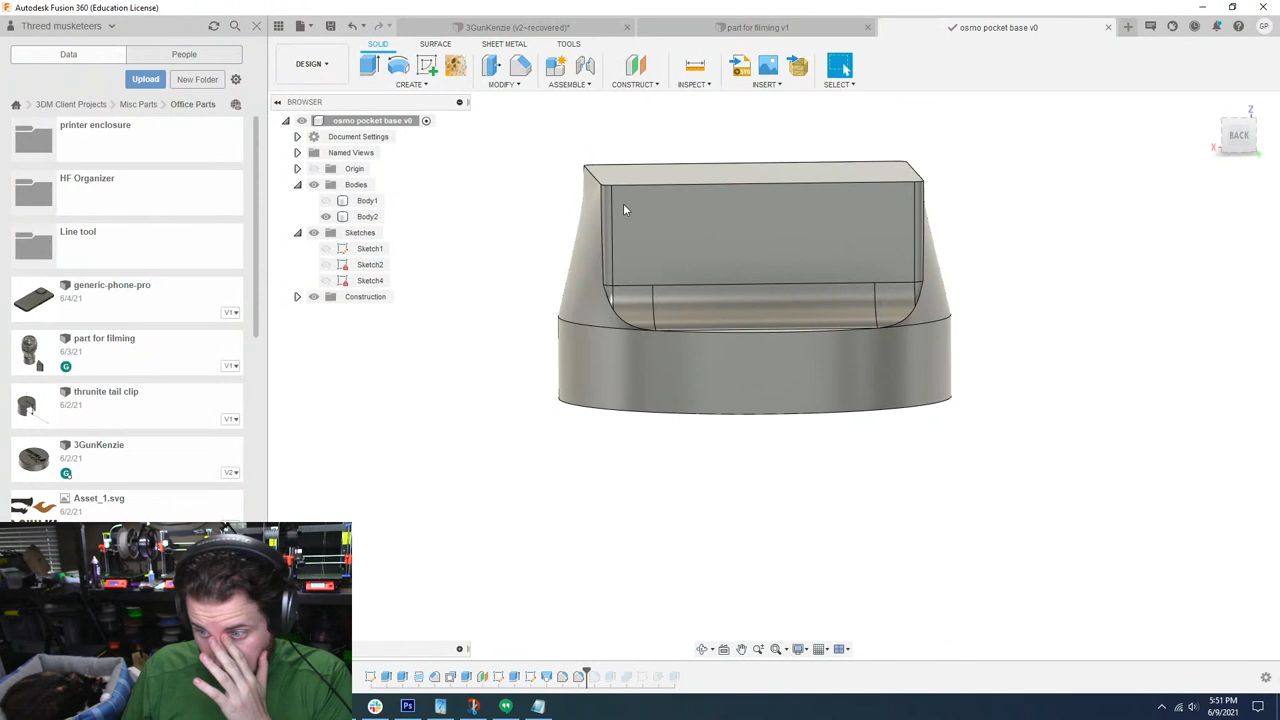 Autodesk Fusion 360 (Education License)
Threed musketeers
3GunKenzie (v2~recovered)*
part for filming v1
osmo pocket base v0
GP
Data
People
SOLID
SURFACE
SHEET METAL
TOOLS
DESIGN
Upload
New Folder
CREATE
MODIFY
ASSEMBLE
CONSTRUCT
INSPECT
INSERT
SELECT
3DM Client Projects
Misc Parts
Office Parts
BROWSER
osmo pocket base v0
Document Settings
Named Views
Origin
Bodies
Body1
Body2
Sketches
Sketch1
Sketch2
Sketch4
Construction
Z
BACK
X
printer enclosure
HF Organizer
Line tool
generic-phone-pro
6/4/21
V1
part for filming
6/3/21
G
V1
thrunite tail clip
6/2/21
V1
3GunKenzie
6/2/21
G
V2
Asset_1.svg
6/2/21
5:51 PM
6/9/2021